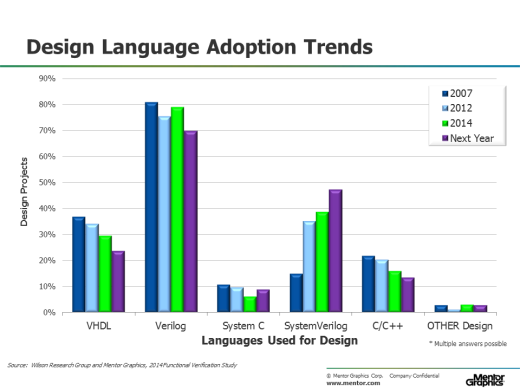 Design Language Adoption Trends
90%
80%
70%
60%
50%
40%
30%
20%
10%
0%
Design Projects
2007
2012
2014
Next Year
VHDL Verilog System C SystemVerilog C/C++ OTHER Design
Languages Used for Design
* Multiple answers possible
Source: Wilson Research Group and Mentor Graphics, 2014 Functional Verification Study
© Mentor Graphics Corp. Company Confidential
www.mentor.com
Mentor
Graphics